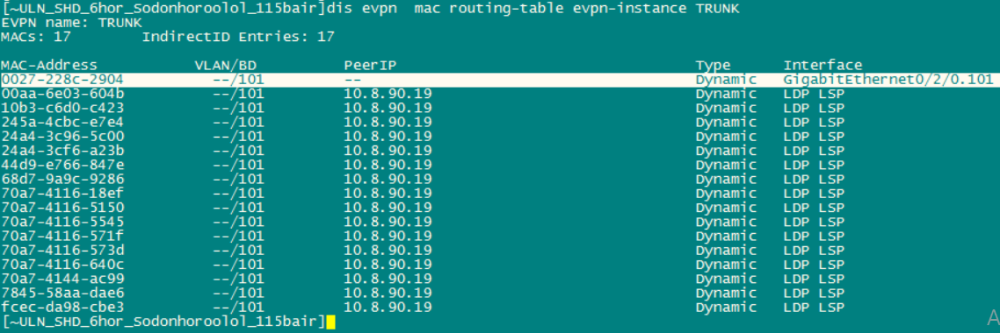 [~ULN_SHD_6hor_Sodonhoroolol_115bair]dis evpn  mac routing-table evpn-instance TRUNK
EVPN name: TRUNK
MACs: 17        IndirectID Entries: 17
MAC-Address          VLAN/BD          PeerIP          Type     Interface
0027-228c-2904       --/101           --              Dynamic  GigabitEthernet0/2/0.101
00aa-6e03-604b       --/101           10.8.90.19      Dynamic  LDP LSP
10b3-c6d0-c423       --/101           10.8.90.19      Dynamic  LDP LSP
245a-4cbc-e7e4       --/101           10.8.90.19      Dynamic  LDP LSP
24a4-3c96-5c00       --/101           10.8.90.19      Dynamic  LDP LSP
24a4-3cf6-a23b       --/101           10.8.90.19      Dynamic  LDP LSP
44d9-e766-847e       --/101           10.8.90.19      Dynamic  LDP LSP
68d7-9a9c-9286       --/101           10.8.90.19      Dynamic  LDP LSP
70a7-4116-18ef       --/101           10.8.90.19      Dynamic  LDP LSP
70a7-4116-5150       --/101           10.8.90.19      Dynamic  LDP LSP
70a7-4116-5545       --/101           10.8.90.19      Dynamic  LDP LSP
70a7-4116-571f       --/101           10.8.90.19      Dynamic  LDP LSP
70a7-4116-573d       --/101           10.8.90.19      Dynamic  LDP LSP
70a7-4116-640c       --/101           10.8.90.19      Dynamic  LDP LSP
70a7-4144-ac99       --/101           10.8.90.19      Dynamic  LDP LSP
7845-58aa-dae6       --/101           10.8.90.19      Dynamic  LDP LSP
fcec-da98-cbe3       --/101           10.8.90.19      Dynamic  LDP LSP
[~ULN_SHD_6hor_Sodonhoroolol_115bair]
A